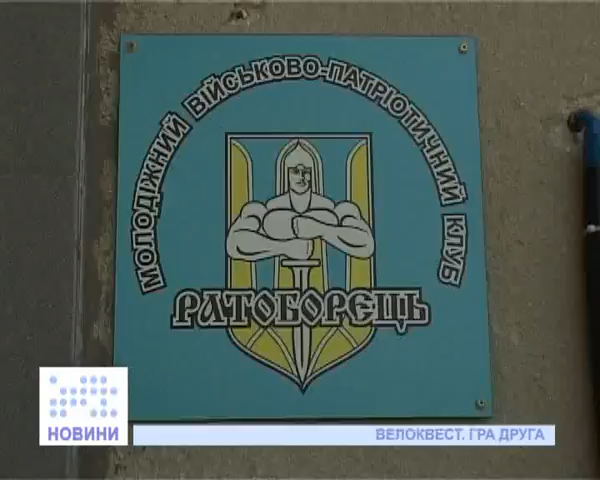 МОЛОДІЖНИЙ ВІЙСЬКОВО-ПАТРІОТИЧНИЙ КЛУБ
РАТОБОРЕЦЬ
НОВИНИ
ВЕЛОКВЕСТ. ГРА ДРУГА